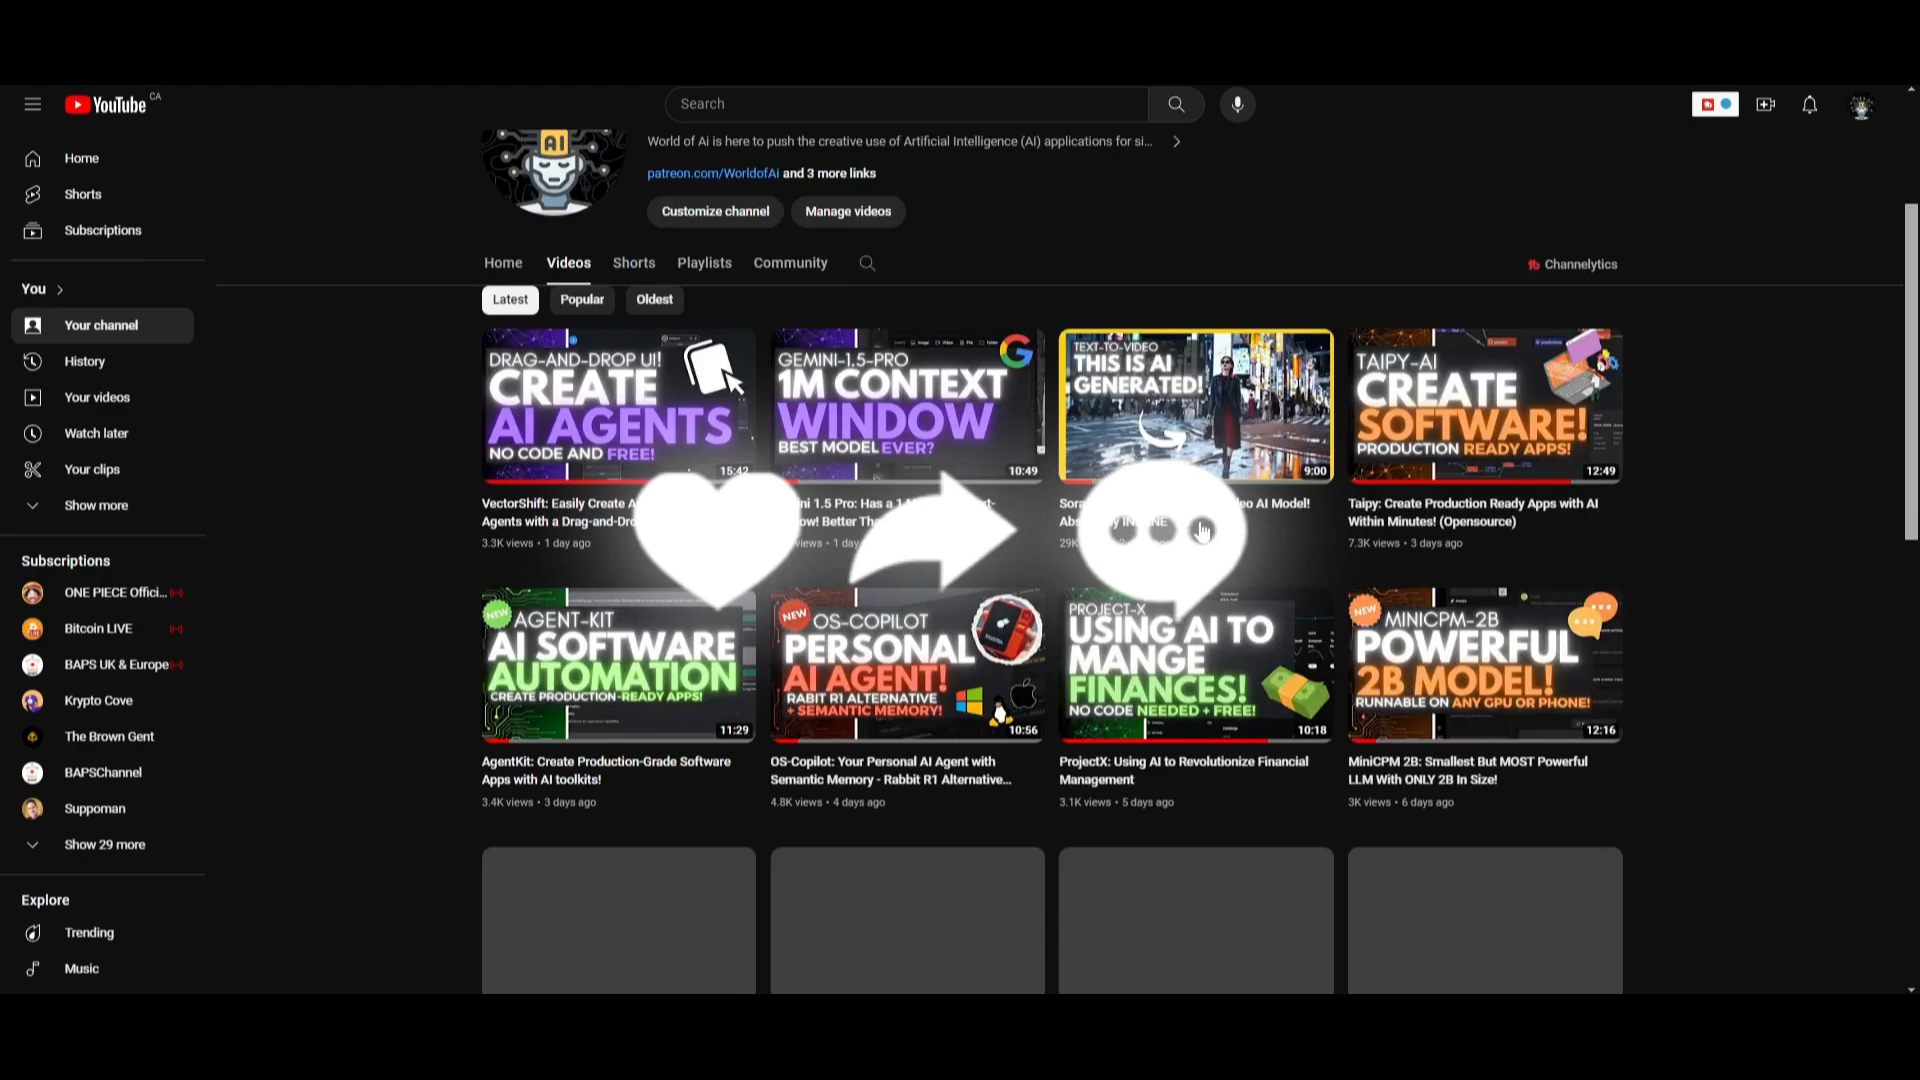 YouTube CA
Search
Home
Shorts
Subscriptions
You
Your channel
History
Your videos
Watch later
Your clips
Show more
Subscriptions
ONE PIECE Offici...
Bitcoin LIVE
BAPS UK & Europe
Krypto Cove
The Brown Gent
BAPSChannel
Suppoman
Show 29 more
Explore
Trending
Music
AI
World of Ai is here to push the creative use of Artificial Intelligence (AI) applications for si...
patreon.com/WorldofAi and 3 more links
Customize channel
Manage videos
Home
Videos
Shorts
Playlists
Community
Channelytics
Latest
Popular
Oldest
DRAG-AND-DROP UI!
CREATE
AI AGENTS
NO CODE AND FREE!
15:42
VectorShift: Easily Create
Agents with a
3.3K views • 1 day ago
GEMINI-1.5-PRO
1M CONTEXT
WINDOW
BEST MODEL EVER?
10:49
1.5 Pro: Has a
Better
views • 1 day
TEXT-TO-VIDEO
THIS IS AI
GENERATED!
9:00
AI Model!
29K
TAIPY-AI
CREATE
SOFTWARE!
PRODUCTION READY APPS!
12:49
Taipy: Create Production Ready Apps with AI
Within Minutes! (Opensource)
7.3K views • 3 days ago
NEW
AGENT-KIT
AI SOFTWARE
AUTOMATION
CREATE PRODUCTION-READY APPS!
11:29
AgentKit: Create Production-Grade Software
Apps with AI toolkits!
3.4K views • 3 days ago
NEW
OS-COPILOT
PERSONAL
AI AGENT!
RABIT R1 ALTERNATIVE
+ SEMANTIC MEMORY!
10:56
OS-Copilot: Your Personal AI Agent with
Semantic Memory - Rabbit R1 Alternative...
4.8K views • 4 days ago
PROJECT-X
USING AI TO
MANGE
FINANCES!
NO CODE NEEDED + FREE!
10:18
ProjectX: Using AI to Revolutionize Financial
Management
3.1K views • 5 days ago
NEW
MINICPM-2B
POWERFUL
2B MODEL!
RUNNABLE ON ANY GPU OR PHONE!
12:16
MiniCPM 2B: Smallest But MOST Powerful
LLM With ONLY 2B In Size!
3K views • 6 days ago